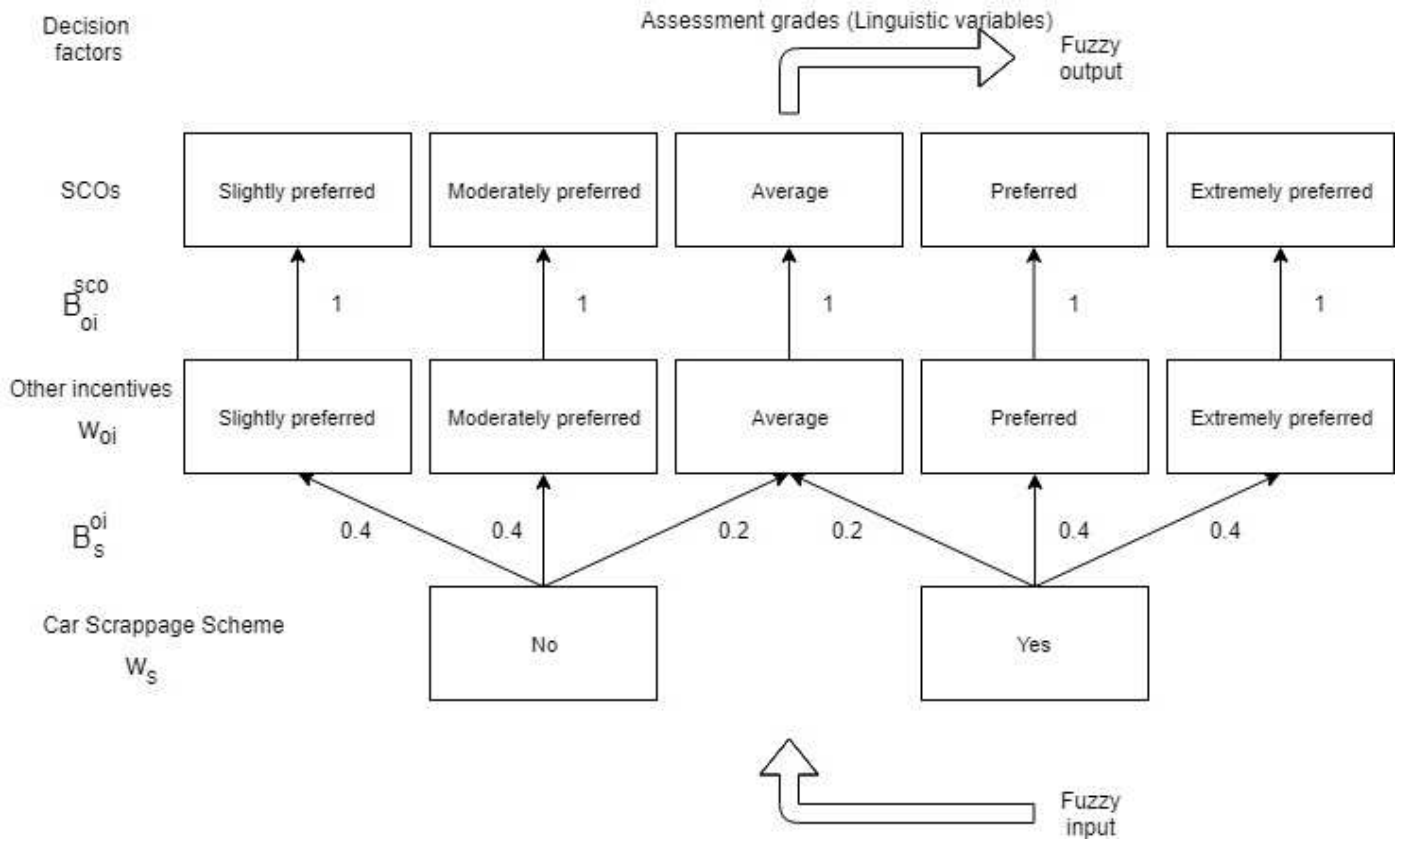 Decision
factors
Assessment grades (Linguistic variables)
Fuzzy
output
SCOs
Slightly preferred
Moderately preferred
Average
Preferred
Extremely preferred
B oi sco
1
1
1
1
1
Other incentives
W oi
Slightly preferred
Moderately preferred
Average
Preferred
Extremely preferred
B s oi
0.4
0.4
0.2
0.2
0.4
0.4
Car Scrappage Scheme
W s
No
Yes
Fuzzy
input